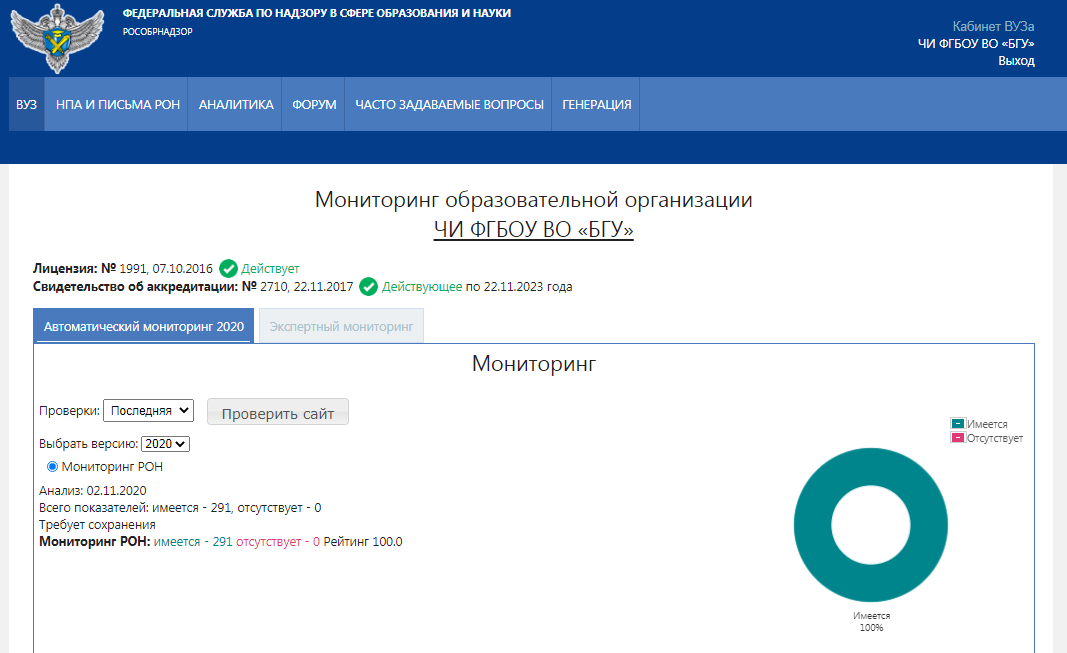 ФЕДЕРАЛЬНАЯ СЛУЖБА ПО НАДЗОРУ В СФЕРЕ ОБРАЗОВАНИЯ И НАУКИ
РОСОБРНАДЗОР
Кабинет ВУЗа
ЧИ ФГБОУ ВО «БГУ»
Выход
ВУЗ НПА И ПИСЬМА РОН АНАЛИТИКА ФОРУМ ЧАСТО ЗАДАВАЕМЫЕ ВОПРОСЫ ГЕНЕРАЦИЯ
Мониторинг образовательной организации
ЧИ ФГБОУ ВО «БГУ»
Лицензия: № 1991, 07.10.2016 Действует
Свидетельство об аккредитации: № 2710, 22.11.2017 Действующее по 22.11.2023 года
Автоматический мониторинг 2020 Экспертный мониторинг
Мониторинг
Проверки: Последняя Проверить сайт
Выбрать версию: 2020
Мониторинг РОН
Анализ: 02.11.2020
Всего показателей: имеется - 291, отсутствует - 0
Требует сохранения
Мониторинг РОН: имеется - 291 отсутствует - 0 Рейтинг 100.0
Имеется
Отсутствует
Имеется
100%